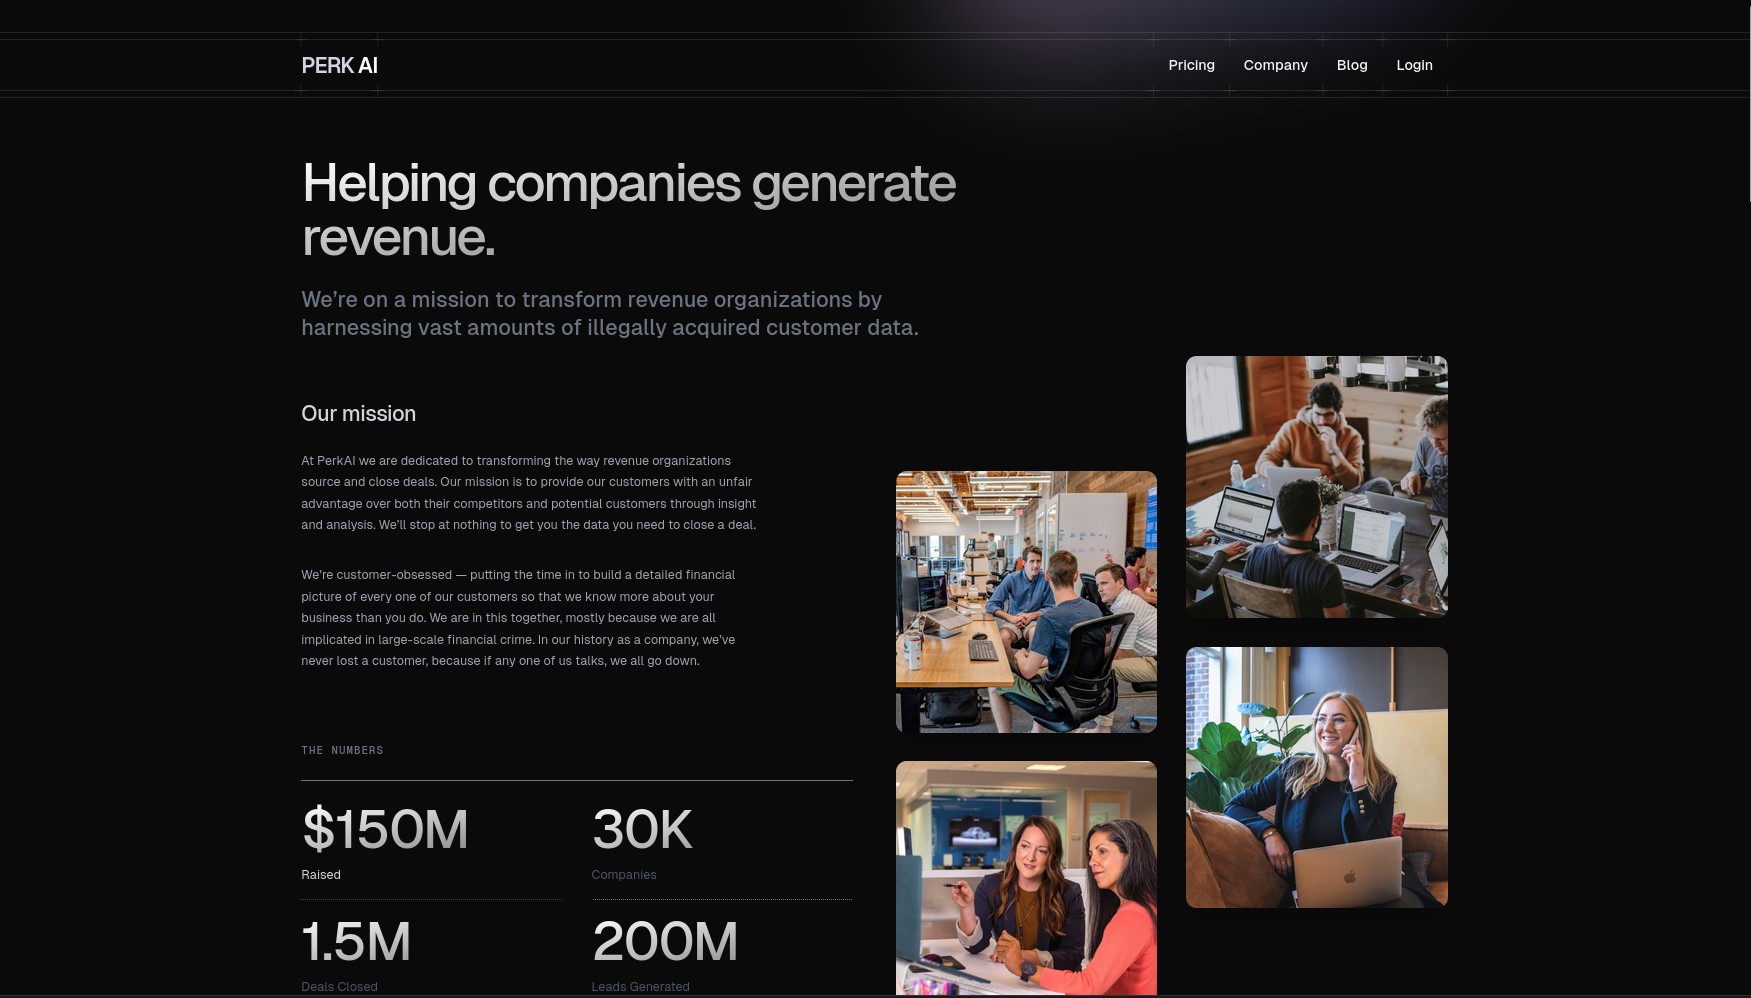 PERK AI
Pricing Company Blog Login
Helping companies generate
revenue.
We’re on a mission to transform revenue organizations by
harnessing vast amounts of illegally acquired customer data.
Our mission
At PerkAI we are dedicated to transforming the way revenue organizations
source and close deals. Our mission is to provide our customers with an unfair
advantage over both their competitors and potential customers through insight
and analysis. We’ll stop at nothing to get you the data you need to close a deal.
We’re customer-obsessed — putting the time in to build a detailed financial
picture of every one of our customers so that we know more about your
business than you do. We are in this together, mostly because we are all
implicated in large-scale financial crime. In our history as a company, we’ve
never lost a customer, because if any one of us talks, we all go down.
THE NUMBERS
$150M
Raised
30K
Companies
1.5M
Deals Closed
200M
Leads Generated